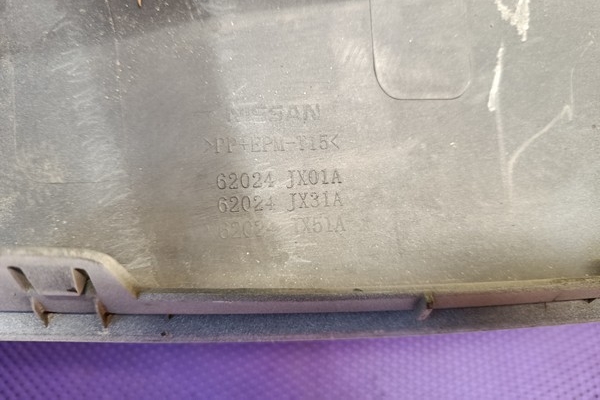 NISSAN
>PP+EPM-T15<
62024 JX01A
62024 JX31A
62024 JX51A